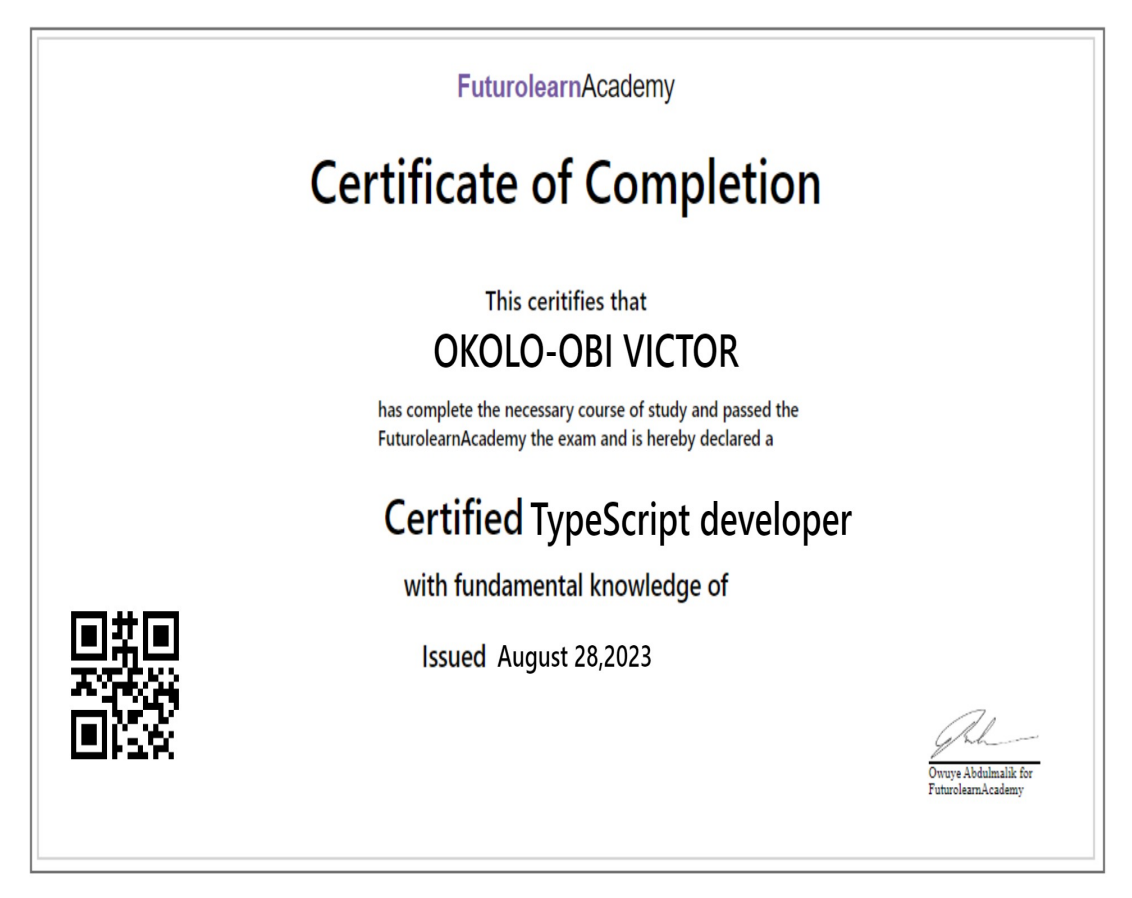 FuturolearnAcademy
Certificate of Completion
This ceritifies that
OKOLO-OBI VICTOR
has complete the necessary course of study and passed the
FuturolearnAcademy the exam and is hereby declared a
Certified TypeScript developer
with fundamental knowledge of
Issued August 28,2023
Owuye Abdulmalik for
FuturolearnAcademy